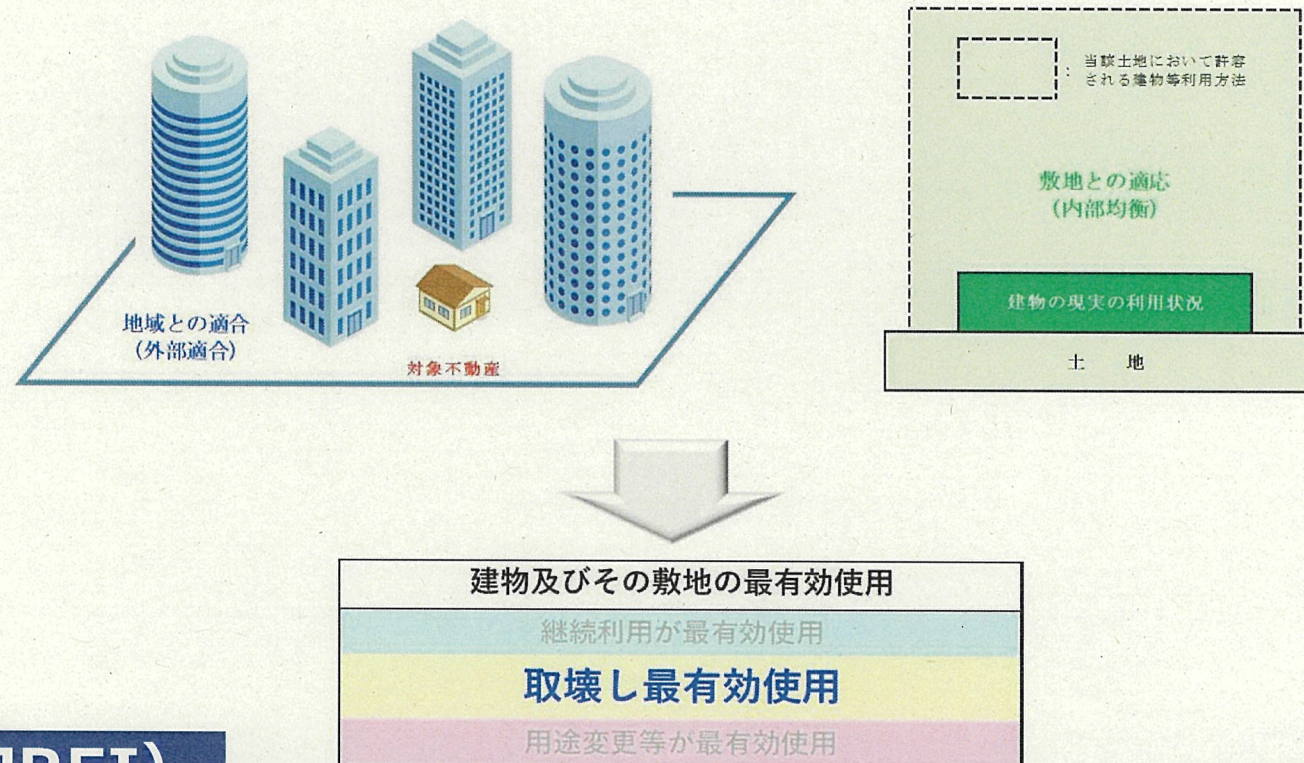 : 当該土地において許容
される建物等利用方法
敷地との適応
(内部均衡)
建物の現実の利用状況
土 地
地域との適合
(外部適合)
対象不動産
建物及びその敷地の最有効使用
継続利用が最有効使用
取壊し最有効使用
用途変更等が最有効使用